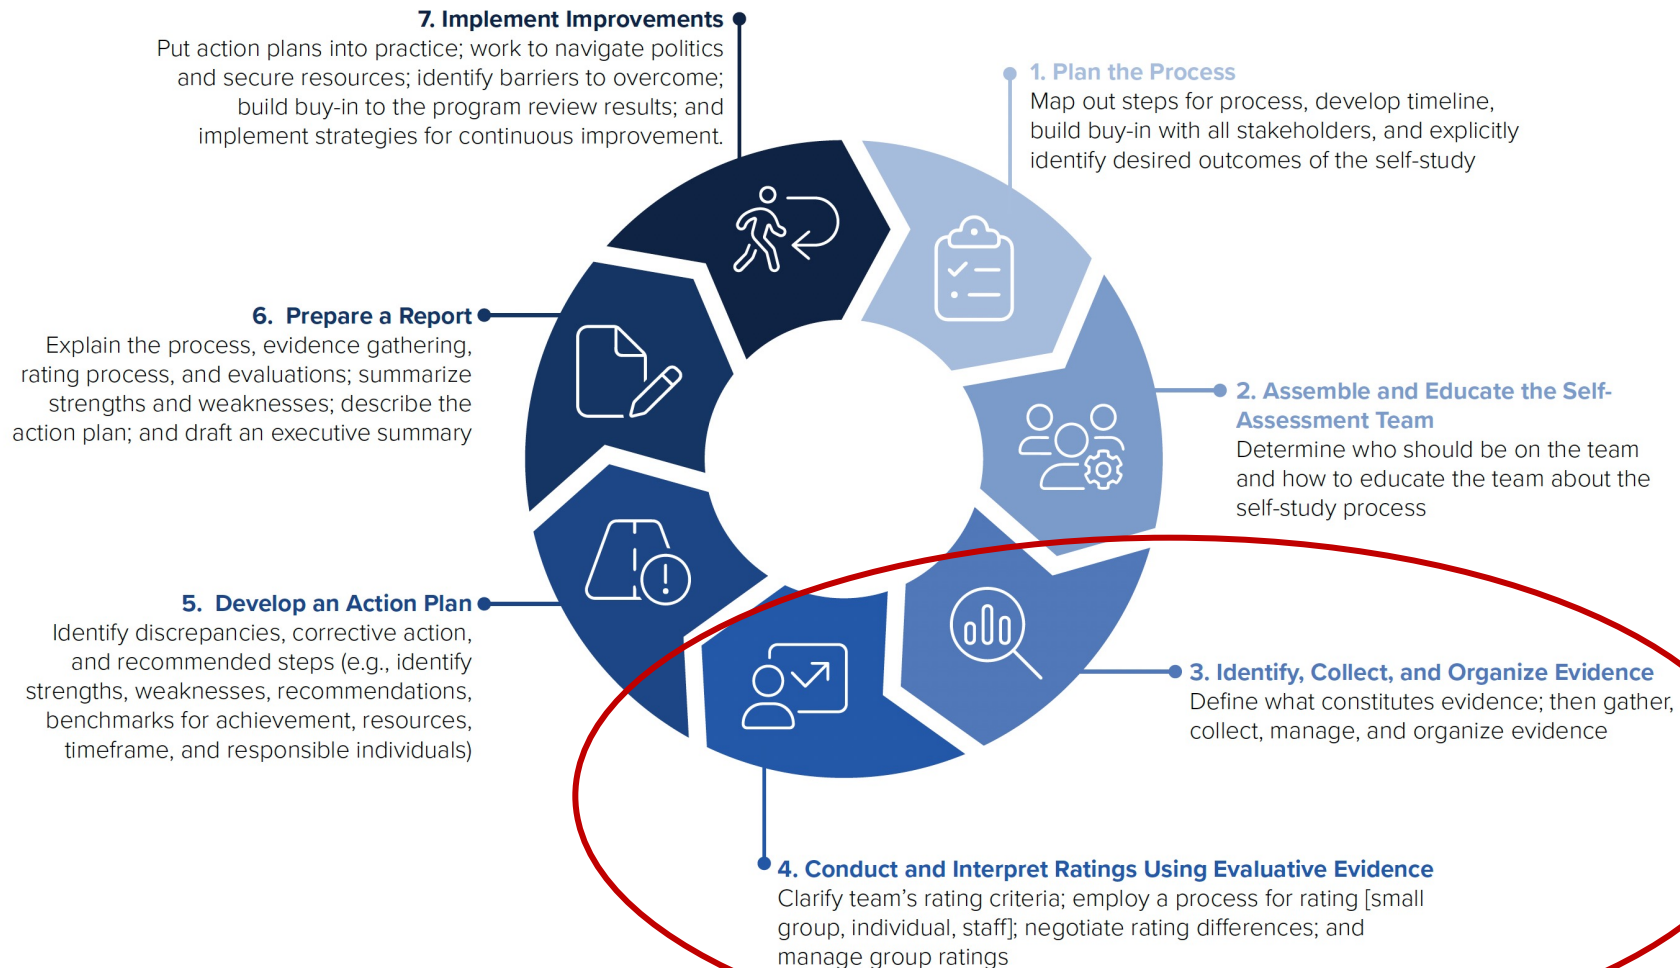 7. Implement Improvements
Put action plans into practice; work to navigate politics
and secure resources; identify barriers to overcome;
build buy-in to the program review results; and
implement strategies for continuous improvement.
1. Plan the Process
Map out steps for process, develop timeline,
build buy-in with all stakeholders, and explicitly
identify desired outcomes of the self-study
2. Assemble and Educate the Self-
Assessment Team
Determine who should be on the team
and how to educate the team about the
self-study process
3. Identify, Collect, and Organize Evidence
Define what constitutes evidence; then gather,
collect, manage, and organize evidence
4. Conduct and Interpret Ratings Using Evaluative Evidence
Clarify team’s rating criteria; employ a process for rating [small
group, individual, staff]; negotiate rating differences; and
manage group ratings
5. Develop an Action Plan
Identify discrepancies, corrective action,
and recommended steps (e.g., identify
strengths, weaknesses, recommendations,
benchmarks for achievement, resources,
timeframe, and responsible individuals)
6. Prepare a Report
Explain the process, evidence gathering,
rating process, and evaluations; summarize
strengths and weaknesses; describe the
action plan; and draft an executive summary